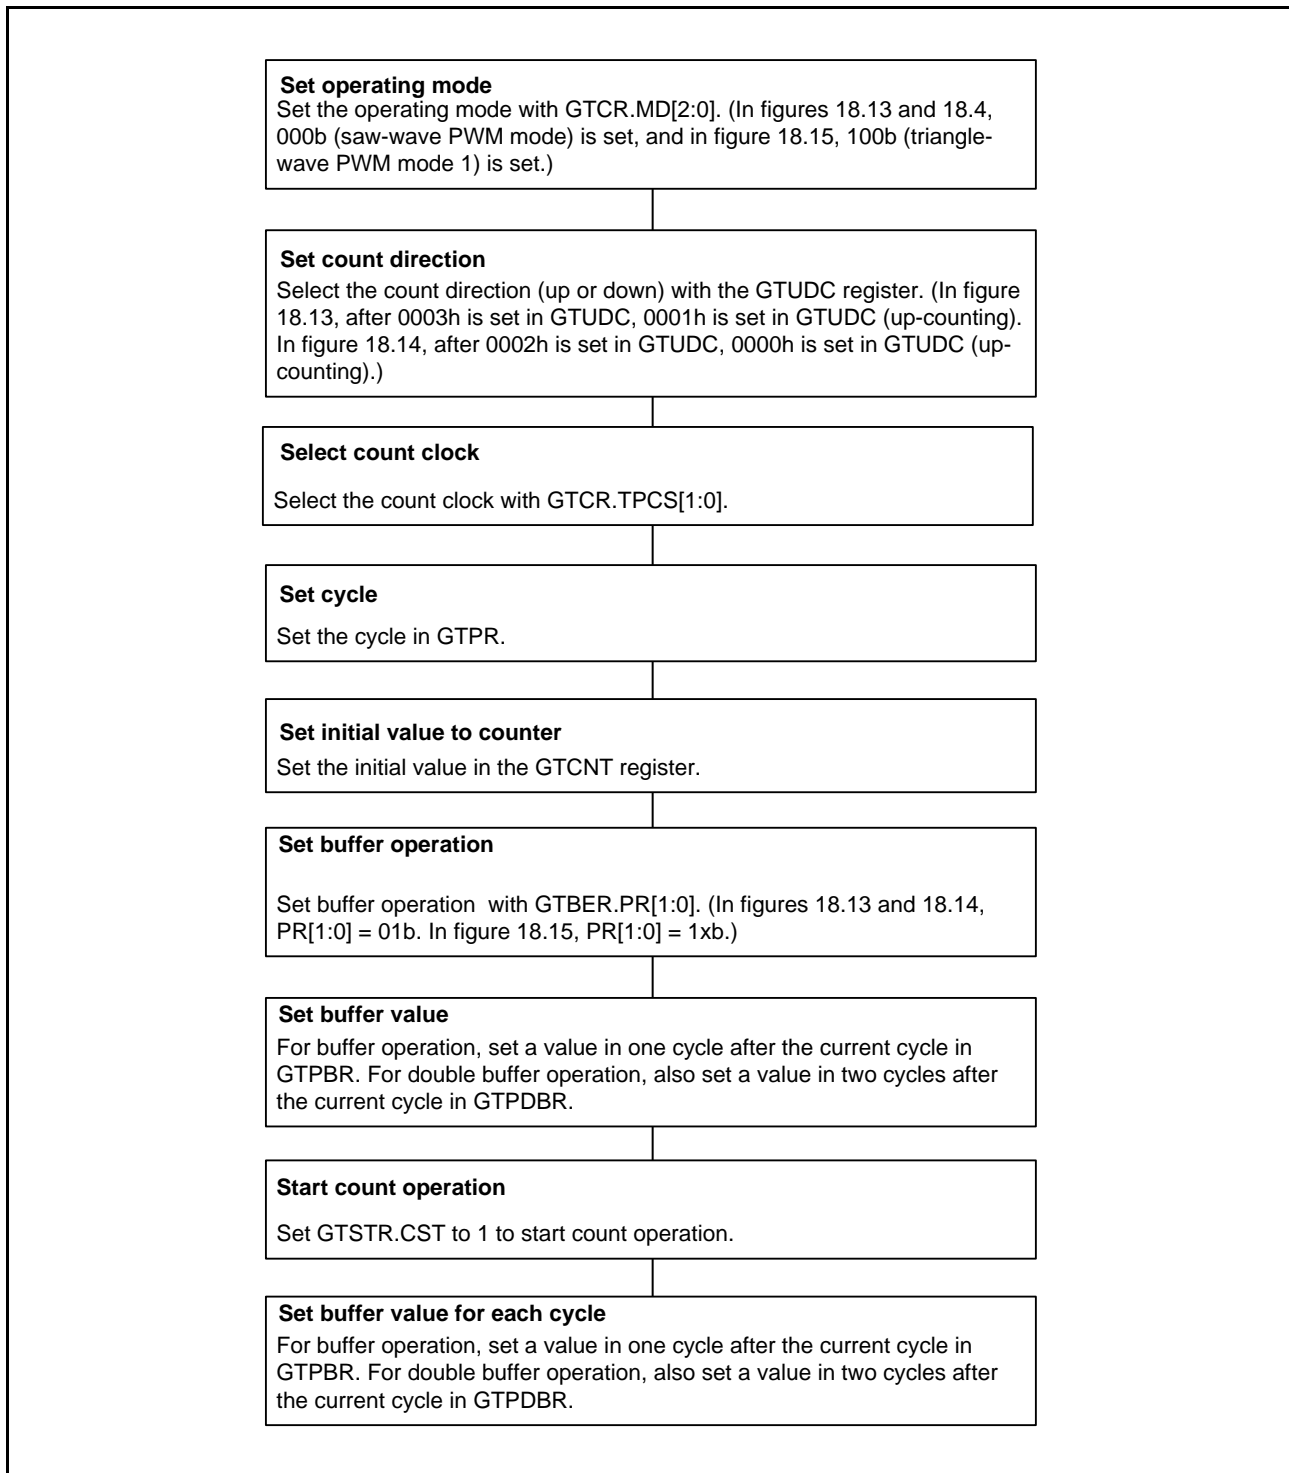 Set operating mode
Set the operating mode with GTCR.MD[2:0]. (In figures 18.13 and 18.4,
000b (saw-wave PWM mode) is set, and in figure 18.15, 100b (triangle-
wave PWM mode 1) is set.)
Set count direction
Select the count direction (up or down) with the GTUDC register. (In figure
18.13, after 0003h is set in GTUDC, 0001h is set in GTUDC (up-counting).
In figure 18.14, after 0002h is set in GTUDC, 0000h is set in GTUDC (up-
counting).)
Select count clock
Select the count clock with GTCR.TPCS[1:0].
Set cycle
Set the cycle in GTPR.
Set initial value to counter
Set the initial value in the GTCNT register.
Set buffer operation
Set buffer operation  with GTBER.PR[1:0]. (In figures 18.13 and 18.14,
PR[1:0] = 01b. In figure 18.15, PR[1:0] = 1xb.)
Set buffer value
For buffer operation, set a value in one cycle after the current cycle in
GTPBR. For double buffer operation, also set a value in two cycles after
the current cycle in GTPDBR.
Start count operation
Set GTSTR.CST to 1 to start count operation.
Set buffer value for each cycle
For buffer operation, set a value in one cycle after the current cycle in
GTPBR. For double buffer operation, also set a value in two cycles after
the current cycle in GTPDBR.